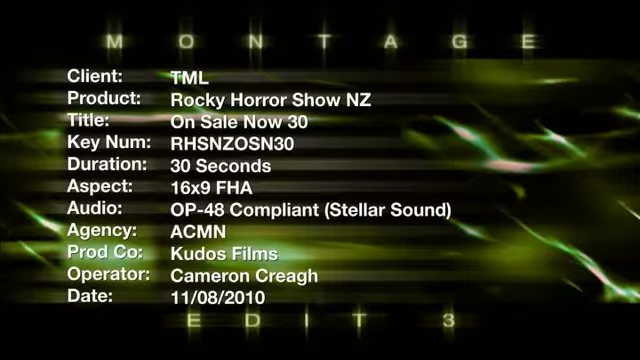 MONTAGE
Client: TML
Product: Rocky Horror Show NZ
Title: On Sale Now 30
Key Num: RHSNZOSN30
Duration: 30 Seconds
Aspect: 16x9 FHA
Audio: OP-48 Compliant (Stellar Sound)
Agency: ACMN
Prod Co: Kudos Films
Operator: Cameron Creagh
Date: 11/08/2010
EDIT 3